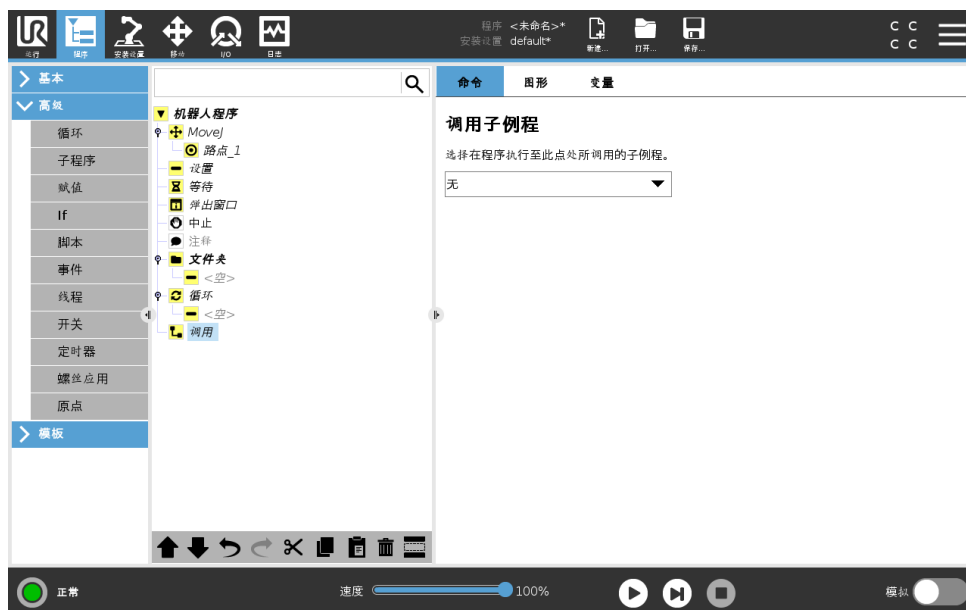 UR
运行
程序
安装设置
移动
I/O
日志
程序 <未命名>*
安装设置 default*
新建...
打开...
保存...
C C
C C
基本
高级
循环
子程序
赋值
If
脚本
事件
线程
开关
定时器
螺丝应用
原点
模板
机器人程序
MoveJ
路点_1
设置
等待
弹出窗口
中止
注释
文件夹
<空>
循环
<空>
调用
命令 图形 变量
调用子例程
选择在程序执行至此点处所调用的子例程。
无
正常
速度
100%
模拟